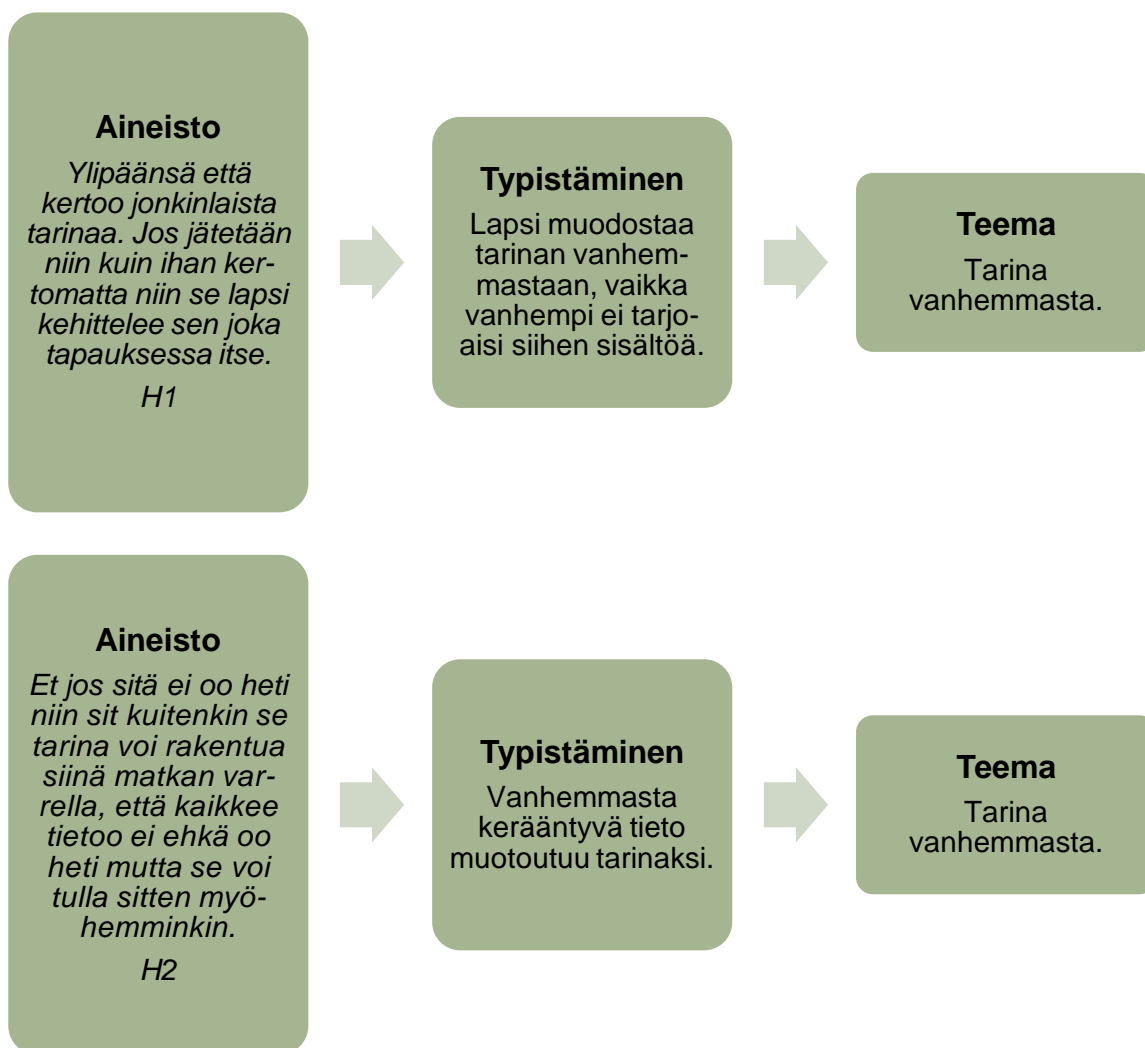 Aineisto
Ylipäänsä että
kertoo jonkinlaista
tarinaa. Jos jätetään
niin kuin ihan ker-
tomatta niin se lapsi
kehittelee sen joka
tapauksessa itse.
H1
Typistäminen
Lapsi muodostaa
tarinan vanhem-
mastaan, vaikka
vanhempi ei tarjo-
aisi siihen sisältöä.
Teema
Tarina
vanhemmasta.
Aineisto
Et jos sitä ei oo heti
niin sit kuitenkin se
tarina voi rakentua
siinä matkan var-
rella, että kaikkee
tietoo ei ehkä oo
heti mutta se voi
tulla sitten myö-
hemminkin.
H2
Typistäminen
Vanhemmasta
kerääntyvä tieto
muotoutuu tarinaksi.
Teema
Tarina
vanhemmasta.